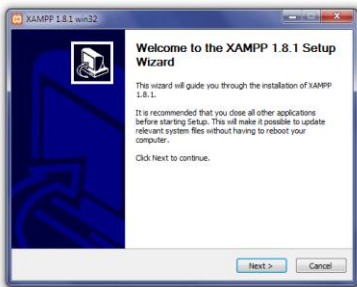 XAMPP 1.8.1 win32
Welcome to the XAMPP 1.8.1 Setup
Wizard
This wizard will guide you through the installation of XAMPP
1.8.1.
It is recommended that you close all other applications
before starting Setup. This will make it possible to update
relevant system files without having to reboot your
computer.
Click Next to continue.
Next >
Cancel